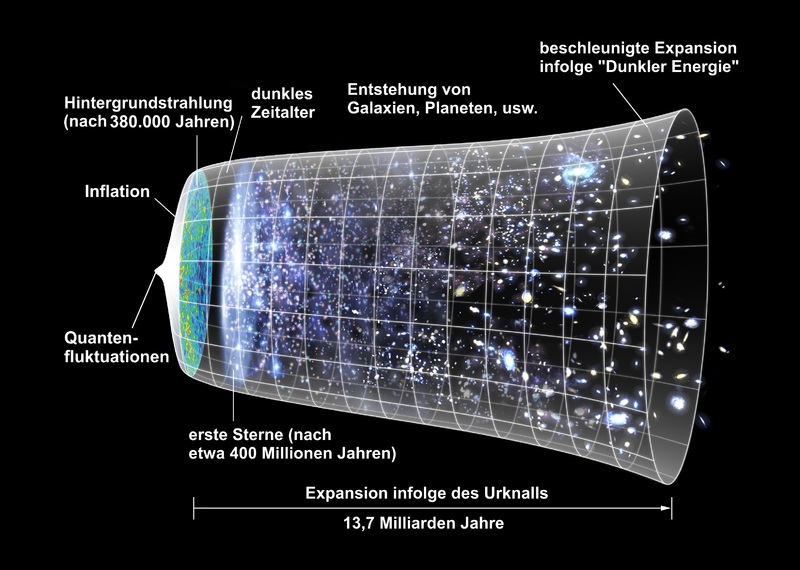 beschleunigte Expansion
infolge "Dunkler Energie"
Entstehung von
Galaxien, Planeten, usw.
dunkles
Zeitalter
Hintergrundstrahlung
(nach 380.000 Jahren)
Inflation
Quanten-
fluktuationen
erste Sterne (nach
etwa 400 Millionen Jahren)
Expansion infolge des Urknalls
13,7 Milliarden Jahre